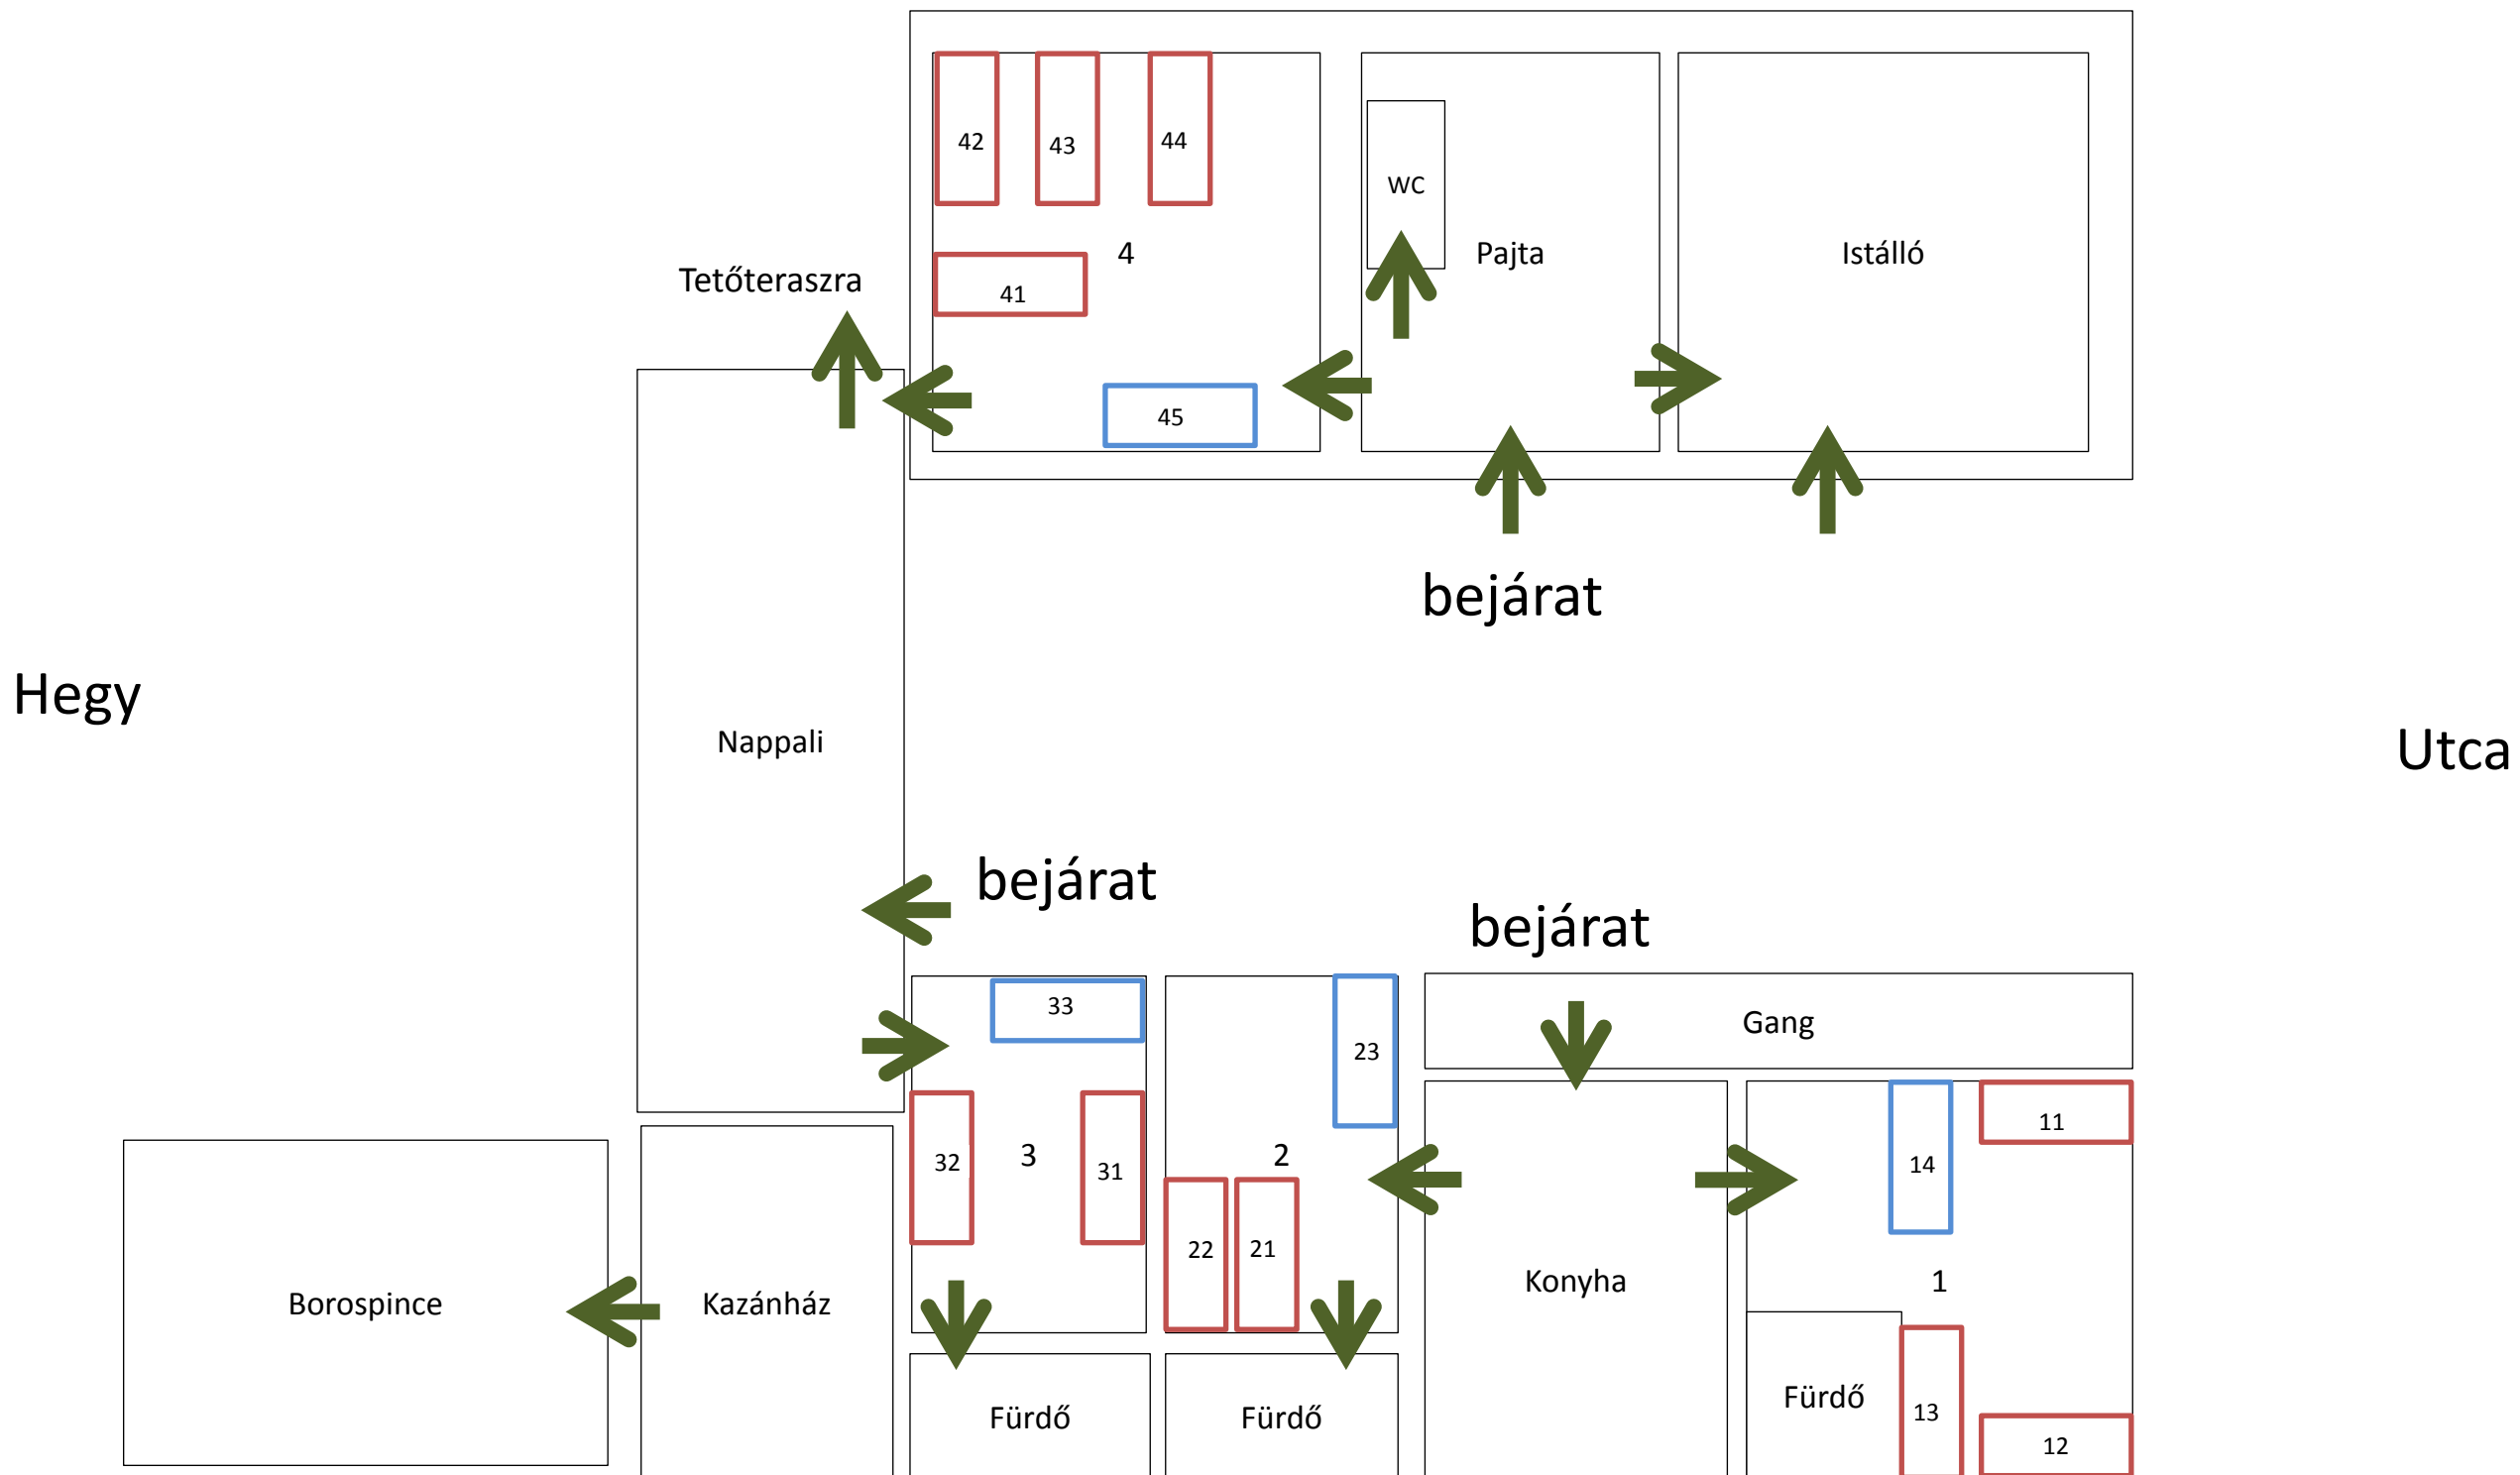 42
43
44
WC
4
Pajta
Istálló
Tetőteraszra
41
45
bejárat
Hegy
Nappali
Utca
bejárat
bejárat
33
Gang
23
11
32
3
31
2
14
22
21
Konyha
1
Borospince
Kazánház
Fürdő
Fürdő
Fürdő
13
12